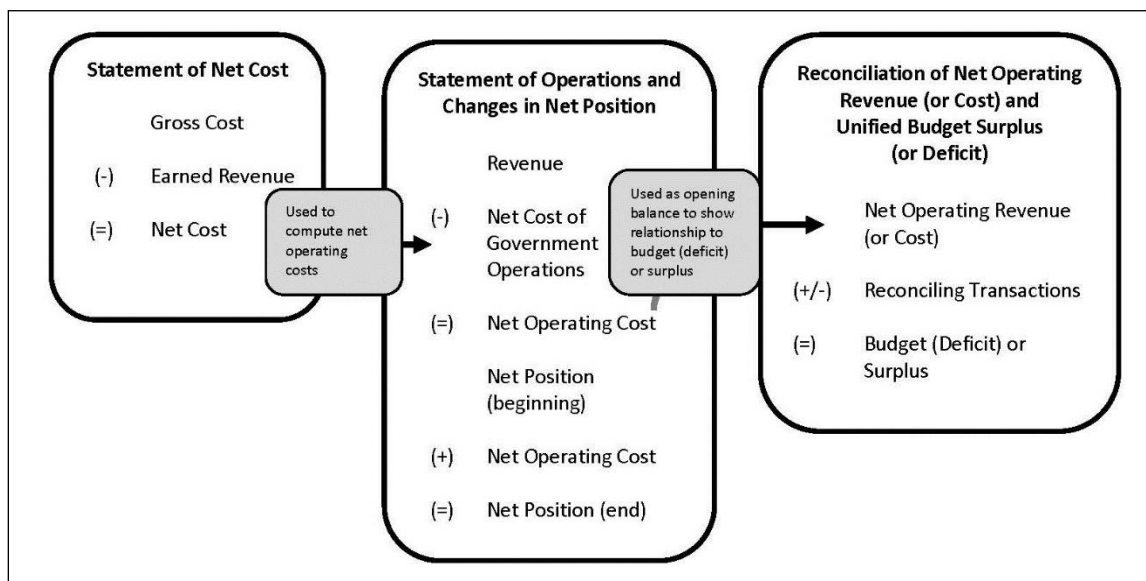 Statement of Net Cost
Gross Cost
(-) Earned Revenue
(=) Net Cost
Used to
compute net
operating
costs
Statement of Operations and
Changes in Net Position
Revenue
(-) Net Cost of
Government
Operations
(=) Net Operating Cost
Net Position
(beginning)
(+) Net Operating Cost
(=) Net Position (end)
Used as opening
balance to show
relationship to
budget (deficit)
or surplus
Reconciliation of Net Operating
Revenue (or Cost) and
Unified Budget Surplus
(or Deficit)
Net Operating Revenue
(or Cost)
(+/-) Reconciling Transactions
(=) Budget (Deficit) or
Surplus